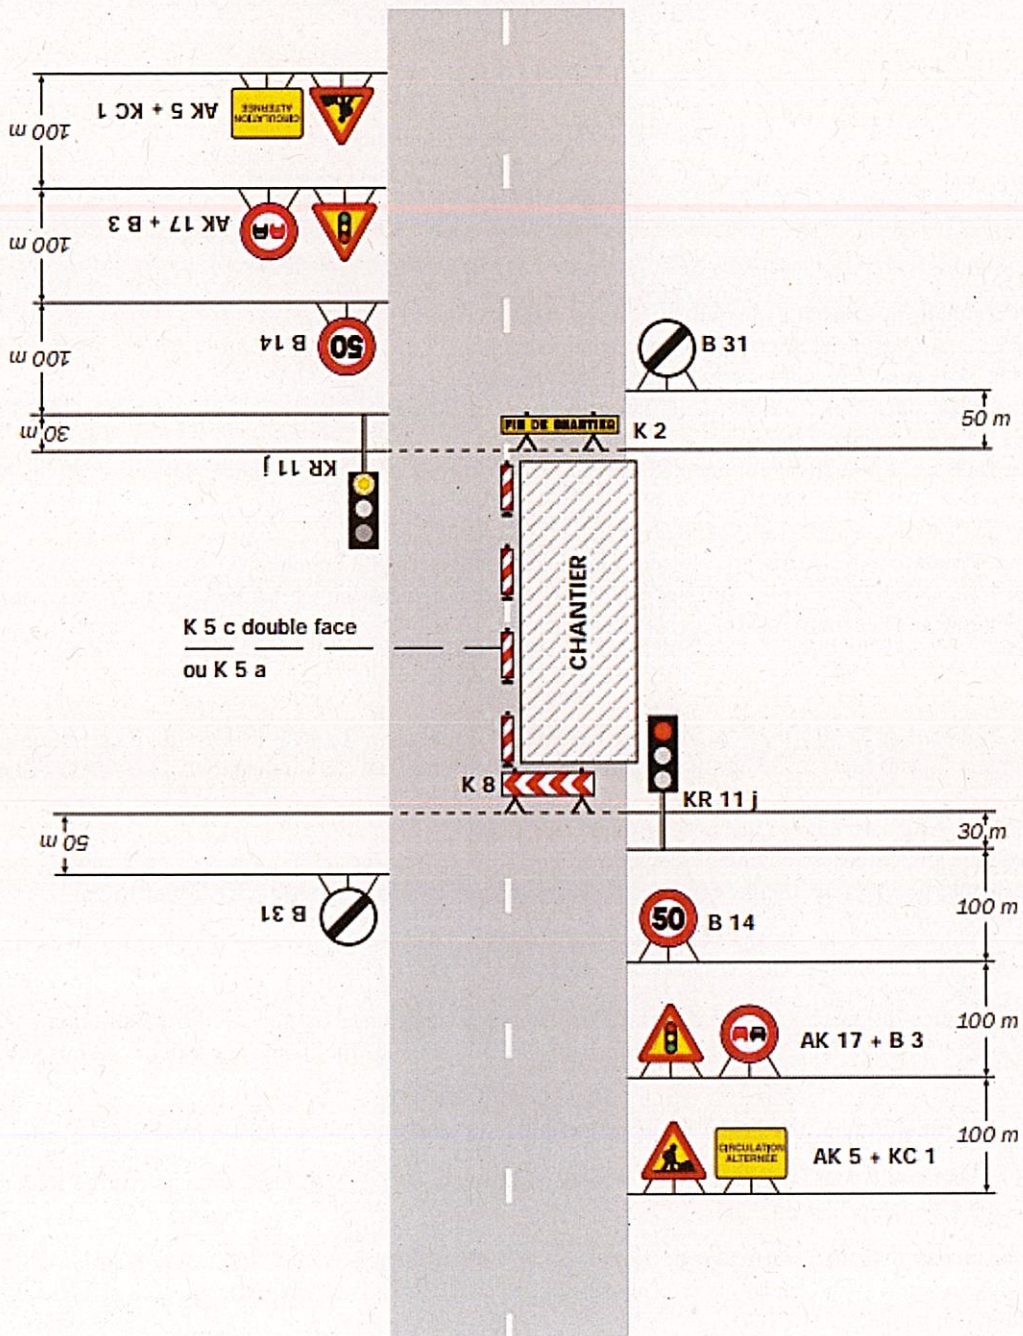 100 m
AK 5 + KC 1
CIRCULATION
ALTERNÉE
100 m
AK 17 + B 3
100 m
B 14
50
B 31
50 m
30 m
FIN DE CHANTIER
K 2
KR 11 j
CHANTIER
K 5 c double face
ou K 5 a
K 8
KR 11 j
30 m
50 m
B 31
50
B 14
100 m
AK 17 + B 3
100 m
CIRCULATION
ALTERNÉE
AK 5 + KC 1
100 m